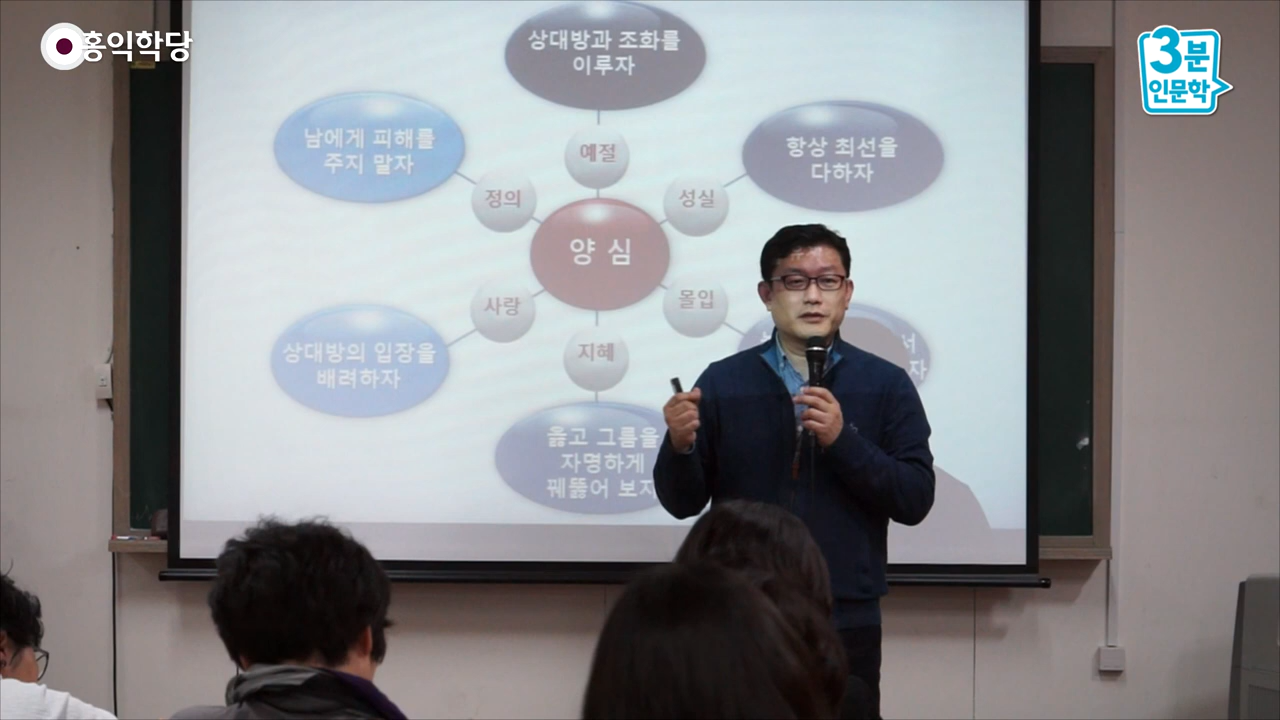 홍익학당
3분
인문학
상대방과 조화를
이루자
남에게 피해를
주지 말자
예절
항상 최선을
다하자
정의
성실
양심
사랑
몰입
지혜
상대방의 입장을
배려하자
옳고 그름을
자명하게
꿰뚫어 보자